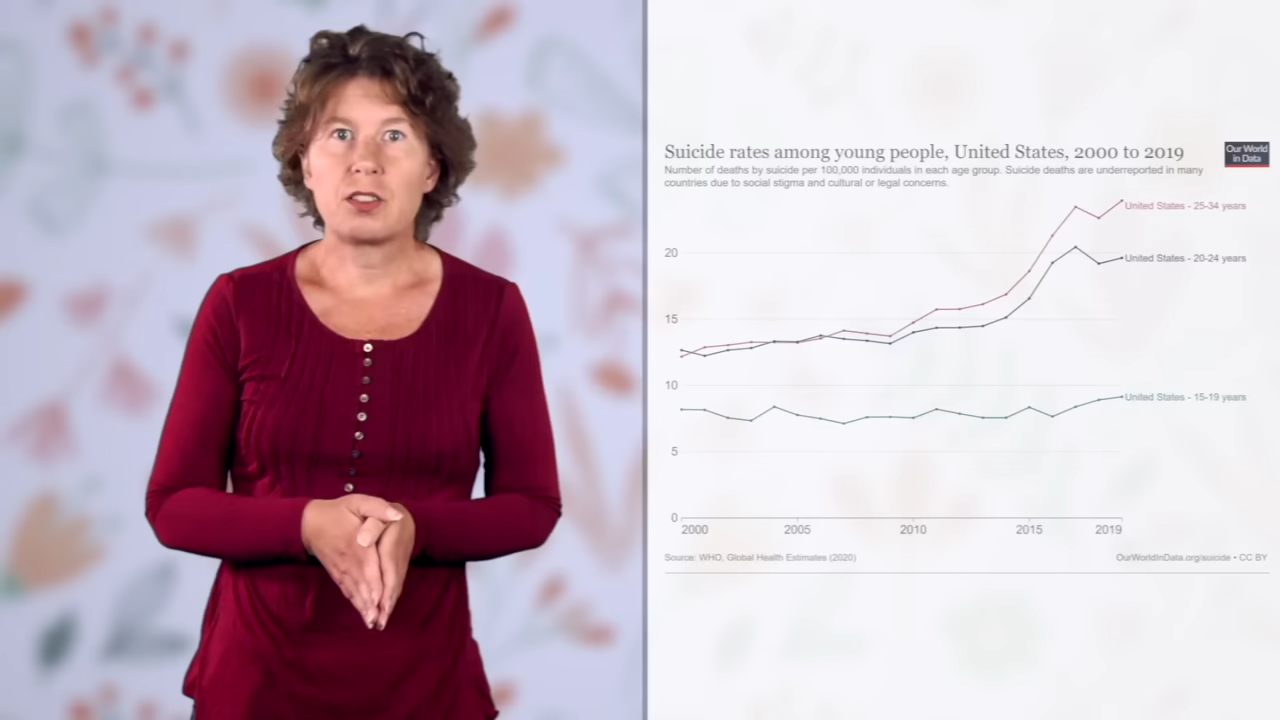 Suicide rates among young people, United States, 2000 to 2019
Our World
in Data
Number of deaths by suicide per 100,000 individuals in each age group. Suicide deaths are underreported in many
countries due to social stigma and cultural or legal concerns.
United States - 25-34 years
20
United States - 20-24 years
15
10
United States - 15-19 years
5
0
2000
2005
2010
2015
2019
Source: WHO, Global Health Estimates (2020)
OurWorldInData.org/suicide • CC BY